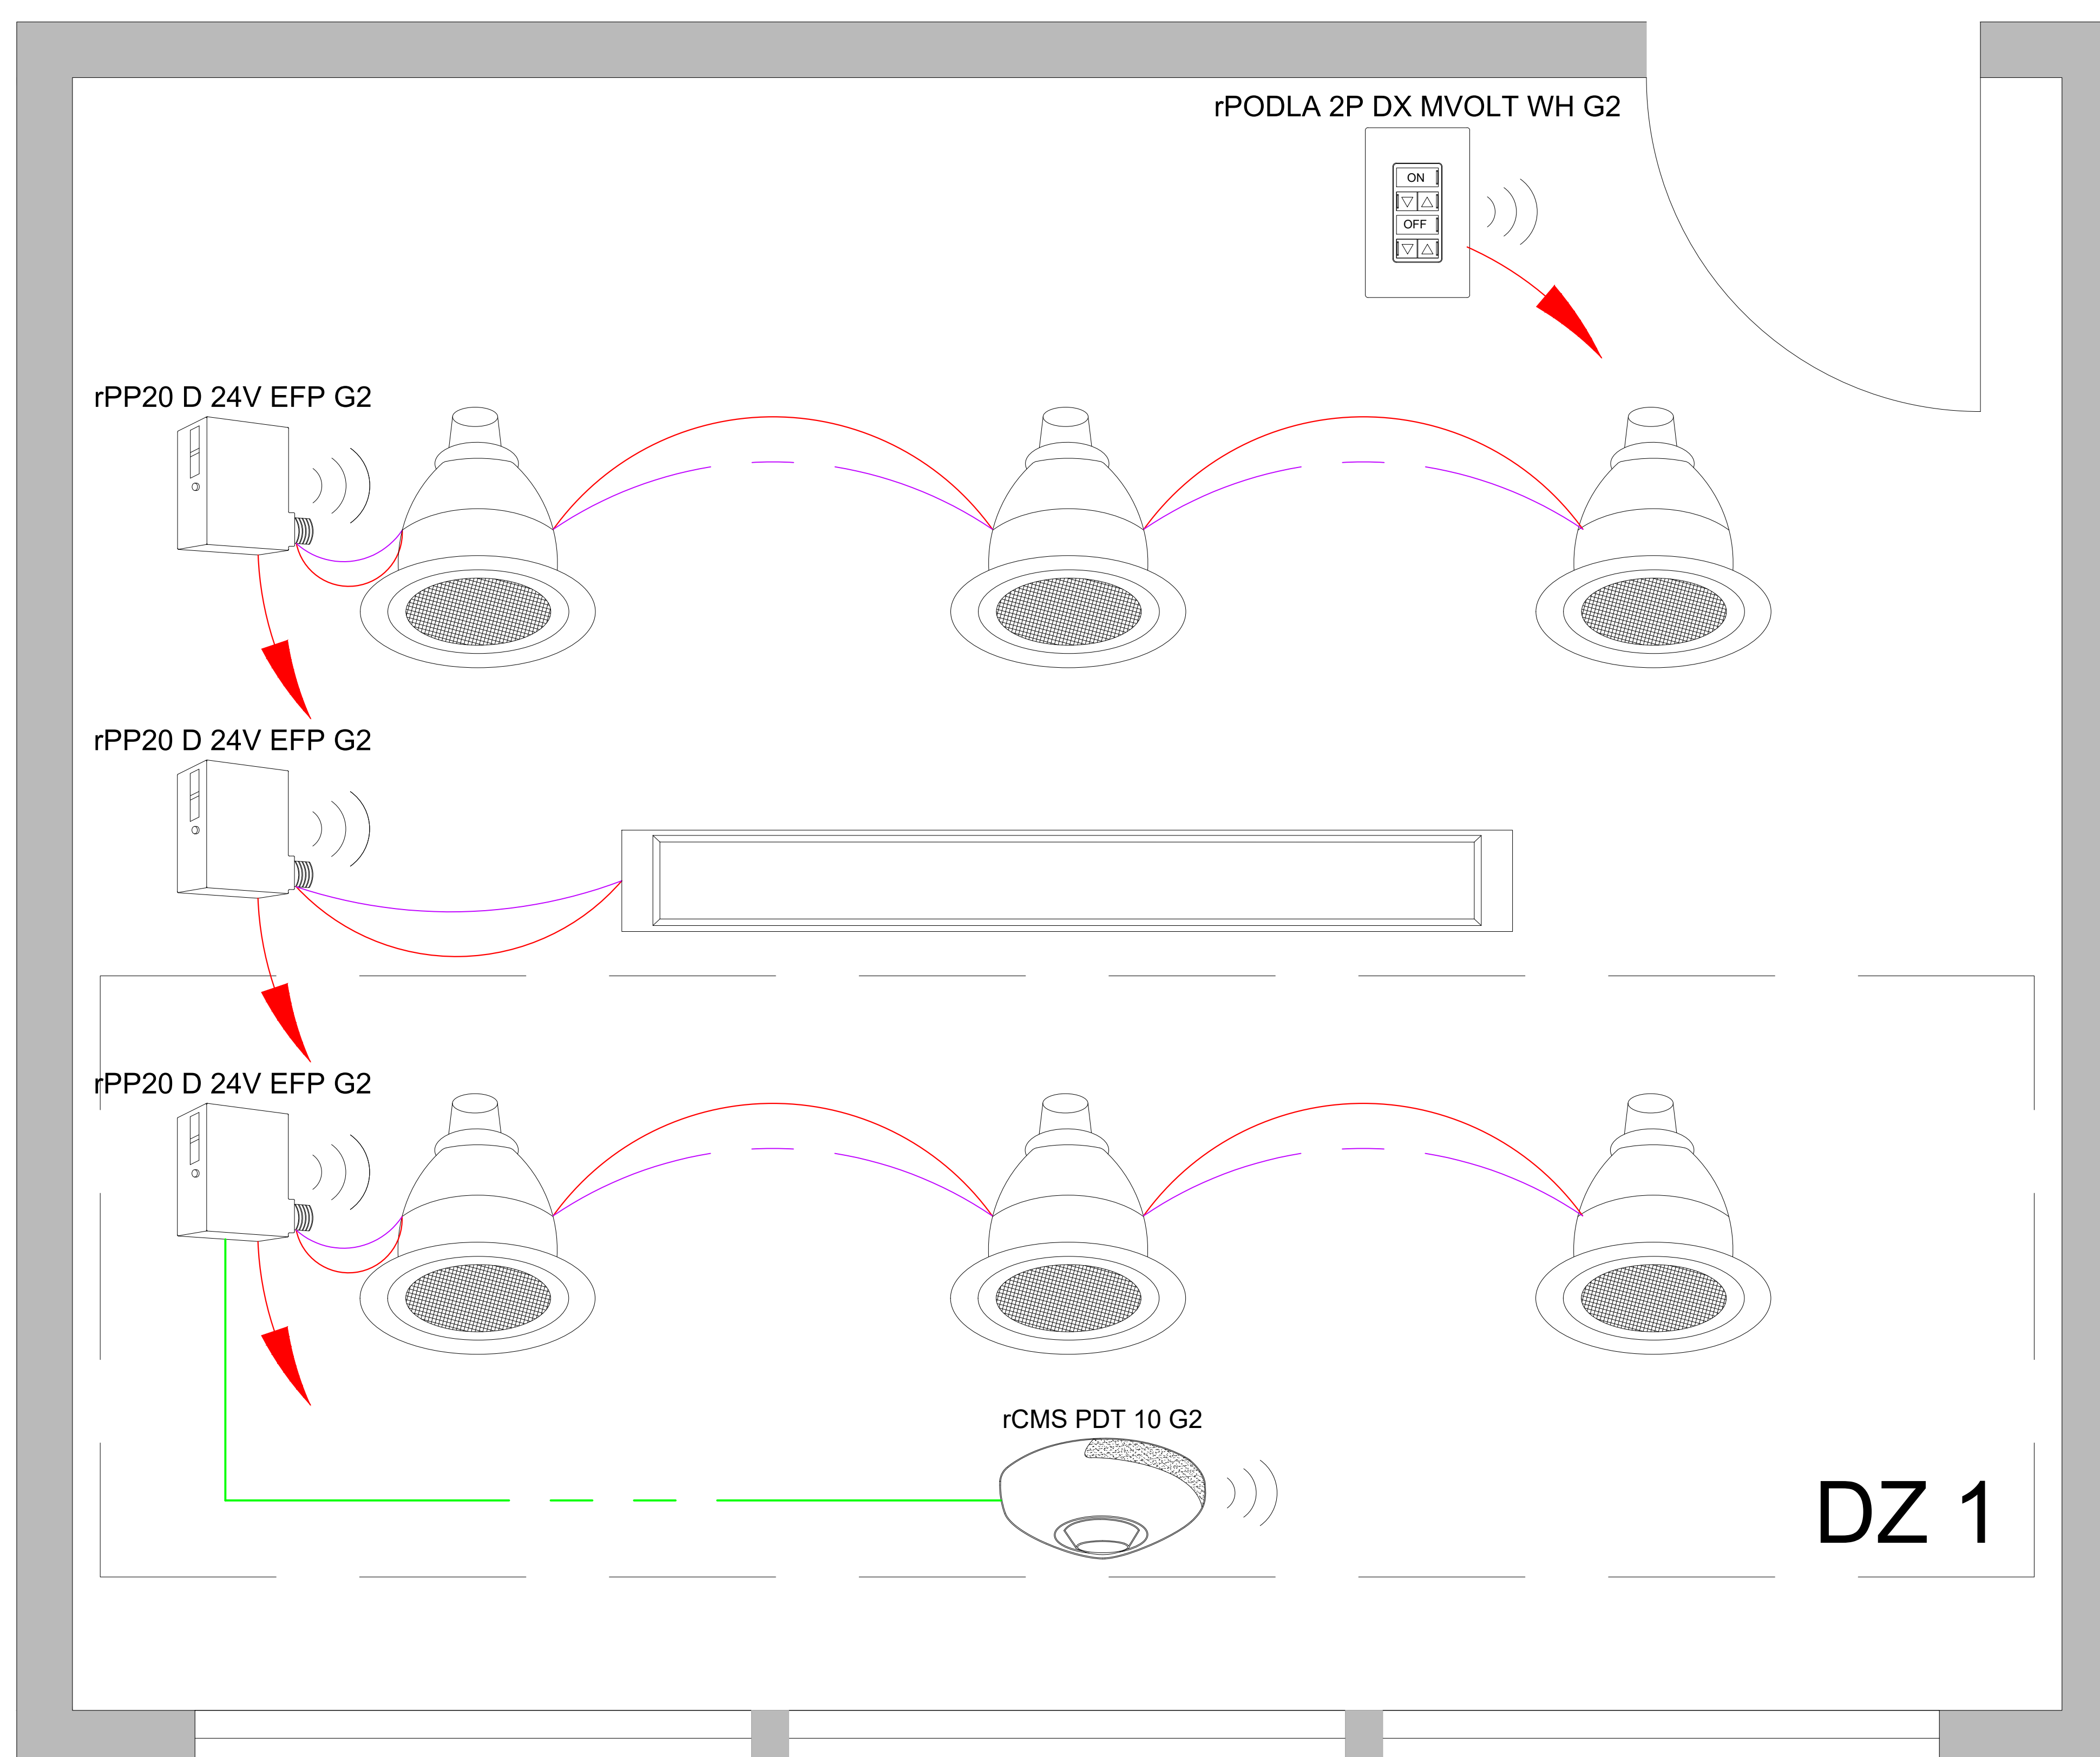 rPODLA 2P DX MVOLT WH G2
ON
OFF
rPP20 D 24V EFP G2
rPP20 D 24V EFP G2
rPP20 D 24V EFP G2
rCMS PDT 10 G2
DZ 1